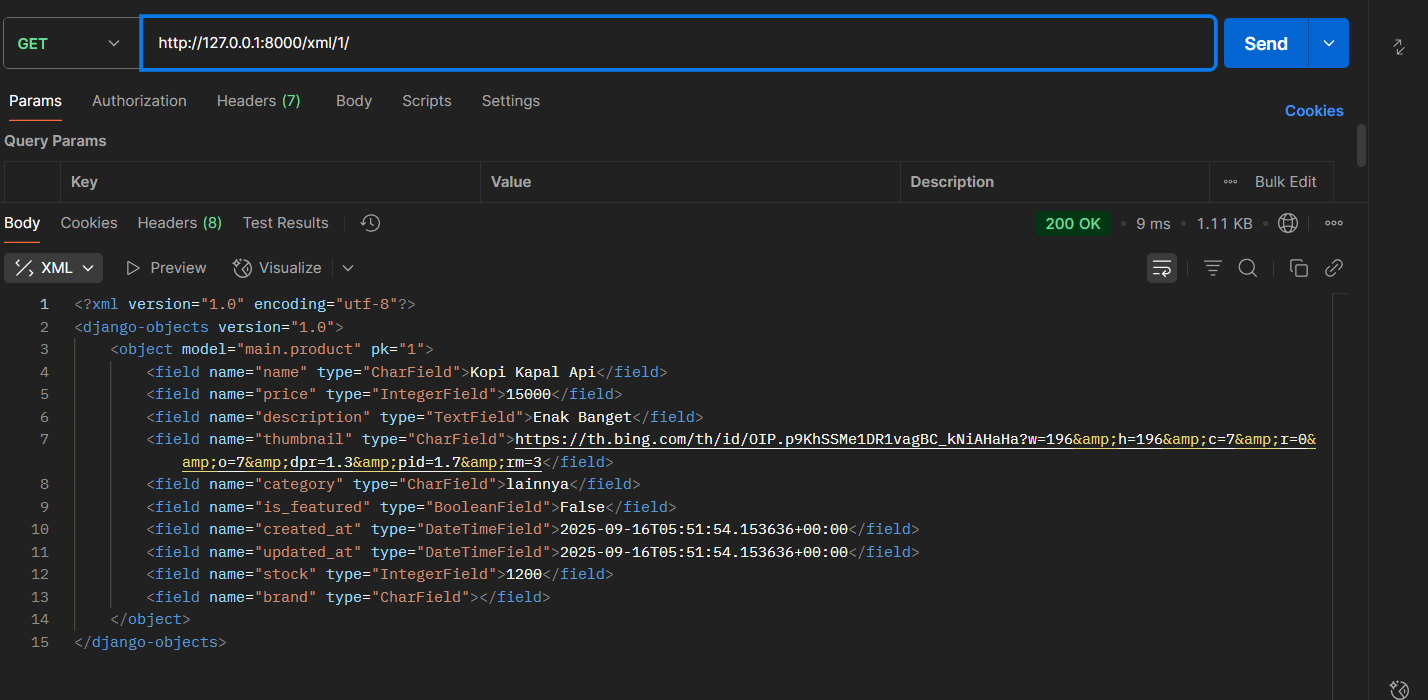 GET http://127.0.0.1:8000/xml/1/ Send
Params Authorization Headers (7) Body Scripts Settings Cookies
Query Params
Key Value Description Bulk Edit
Body Cookies Headers (8) Test Results 200 OK • 9 ms • 1.11 KB •
XML Preview Visualize
1 <?xml version="1.0" encoding="utf-8"?>
2 <django-objects version="1.0">
3 <object model="main.product" pk="1">
4 <field name="name" type="CharField">Kopi Kapal Api</field>
5 <field name="price" type="IntegerField">15000</field>
6 <field name="description" type="TextField">Enak Banget</field>
7 <field name="thumbnail" type="CharField">https://th.bing.com/th/id/OIP.p9KhSSMe1DR1vagBC_kNiAHaHa?w=196&amp;h=196&amp;c=7&amp;r=0&
amp;o=7&amp;dpr=1.3&amp;pid=1.7&amp;rm=3</field>
8 <field name="category" type="CharField">lainnya</field>
9 <field name="is_featured" type="BooleanField">False</field>
10 <field name="created_at" type="DateTimeField">2025-09-16T05:51:54.153636+00:00</field>
11 <field name="updated_at" type="DateTimeField">2025-09-16T05:51:54.153636+00:00</field>
12 <field name="stock" type="IntegerField">1200</field>
13 <field name="brand" type="CharField"></field>
14 </object>
15 </django-objects>